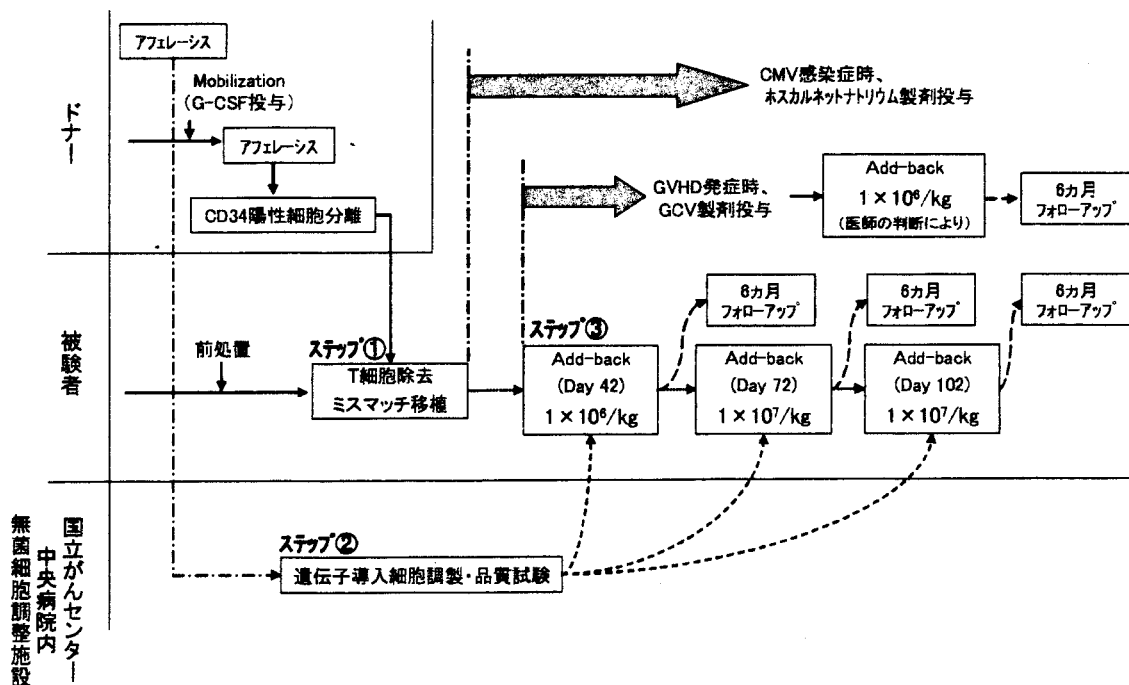 ドナー
アフェレーシス
Mobilization
(G-CSF投与)
アフェレーシス
CD34陽性細胞分離
CMV感染症時、
ホスカルネットナトリウム製剤投与
GVHD発症時、
GCV製剤投与
Add-back
1×10⁶/kg
(医師の判断により)
6カ月
フォローアップ
被験者
前処置
ステップ①
T細胞除去
ミスマッチ移植
ステップ③
Add-back
(Day 42)
1×10⁶/kg
6カ月
フォローアップ
Add-back
(Day 72)
1×10⁷/kg
6カ月
フォローアップ
Add-back
(Day 102)
1×10⁷/kg
6カ月
フォローアップ
国立がんセンター
中央病院内
無菌細胞調整施設
ステップ②
遺伝子導入細胞調製・品質試験